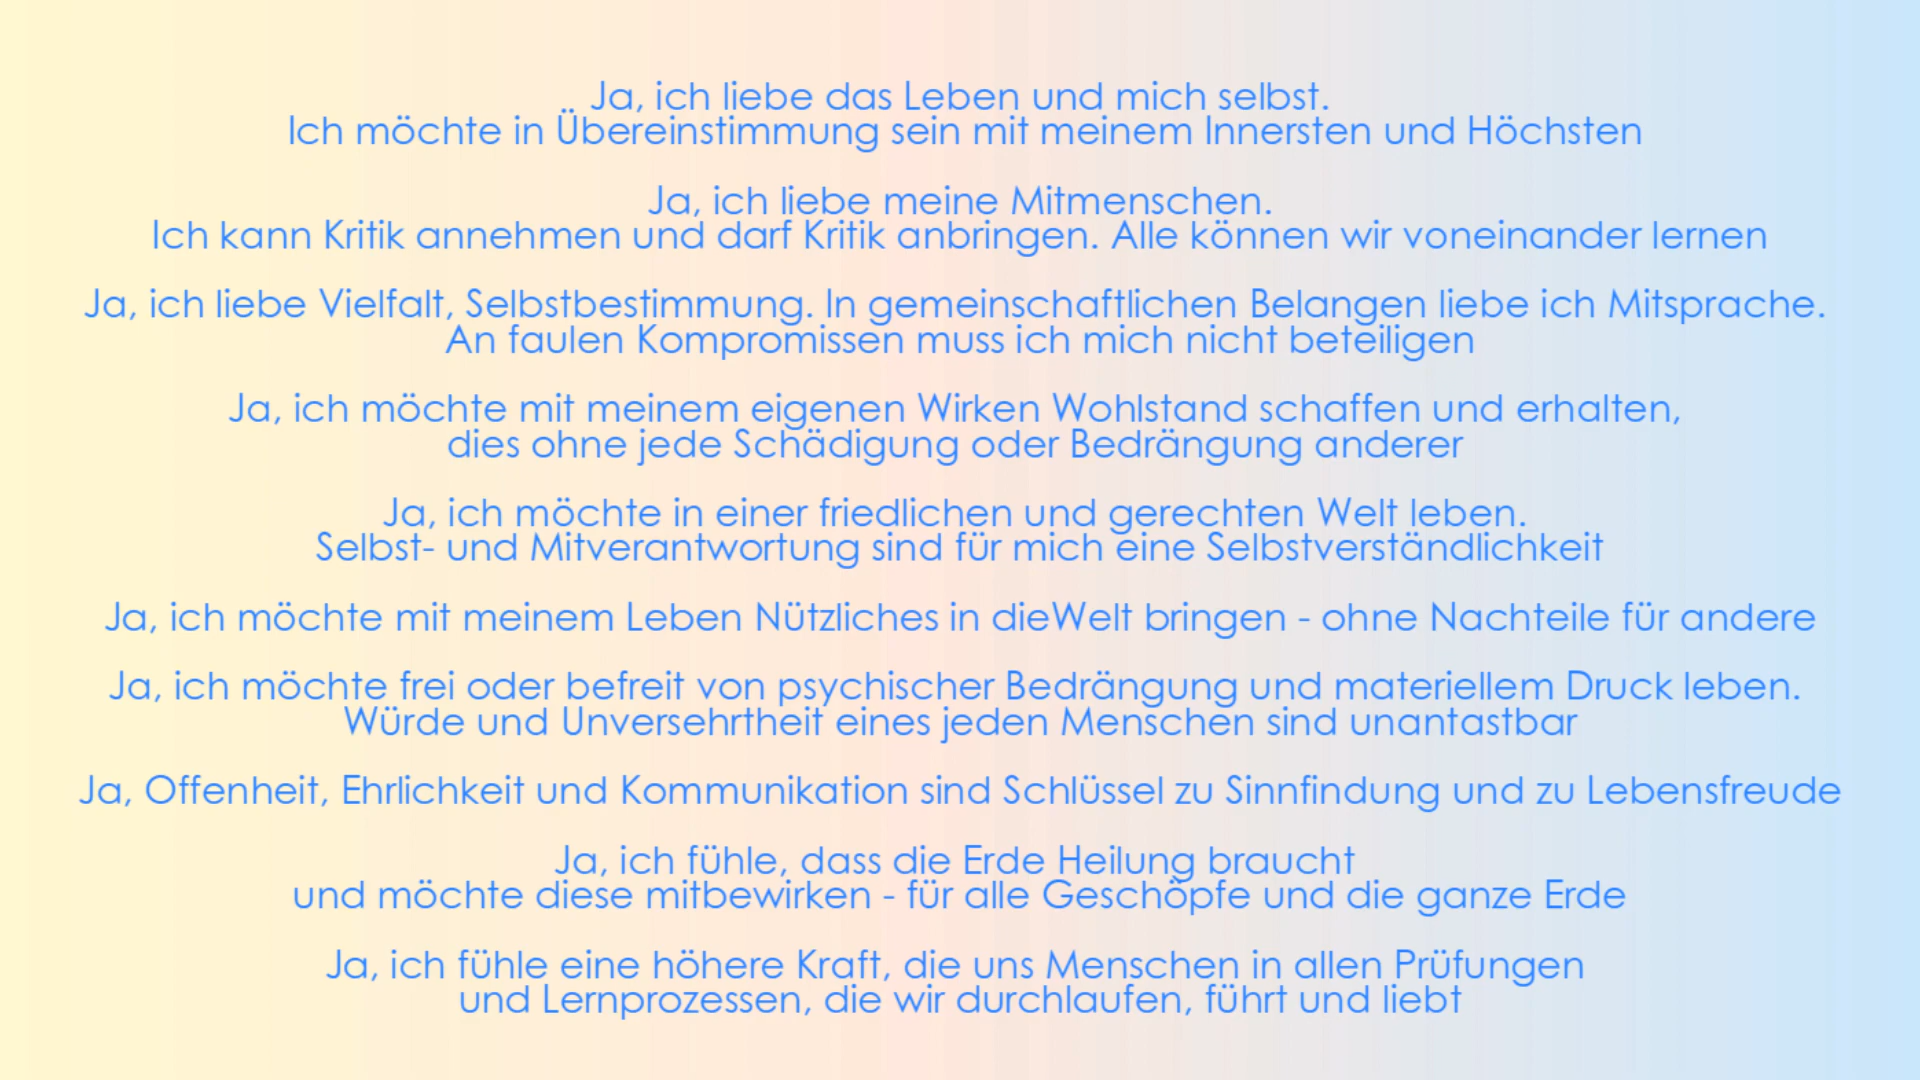 Ja, ich liebe das Leben und mich selbst.
Ich möchte in Übereinstimmung sein mit meinem Innersten und Höchsten
Ja, ich liebe meine Mitmenschen.
Ich kann Kritik annehmen und darf Kritik anbringen. Alle können wir voneinander lernen
Ja, ich liebe Vielfalt, Selbstbestimmung. In gemeinschaftlichen Belangen liebe ich Mitsprache.
An faulen Kompromissen muss ich mich nicht beteiligen
Ja, ich möchte mit meinem eigenen Wirken Wohlstand schaffen und erhalten,
dies ohne jede Schädigung oder Bedrängung anderer
Ja, ich möchte in einer friedlichen und gerechten Welt leben.
Selbst- und Mitverantwortung sind für mich eine Selbstverständlichkeit
Ja, ich möchte mit meinem Leben Nützliches in dieWelt bringen - ohne Nachteile für andere
Ja, ich möchte frei oder befreit von psychischer Bedrängung und materiellem Druck leben.
Würde und Unversehrtheit eines jeden Menschen sind unantastbar
Ja, Offenheit, Ehrlichkeit und Kommunikation sind Schlüssel zu Sinnfindung und zu Lebensfreude
Ja, ich fühle, dass die Erde Heilung braucht
und möchte diese mitbewirken - für alle Geschöpfe und die ganze Erde
Ja, ich fühle eine höhere Kraft, die uns Menschen in allen Prüfungen
und Lernprozessen, die wir durchlaufen, führt und liebt